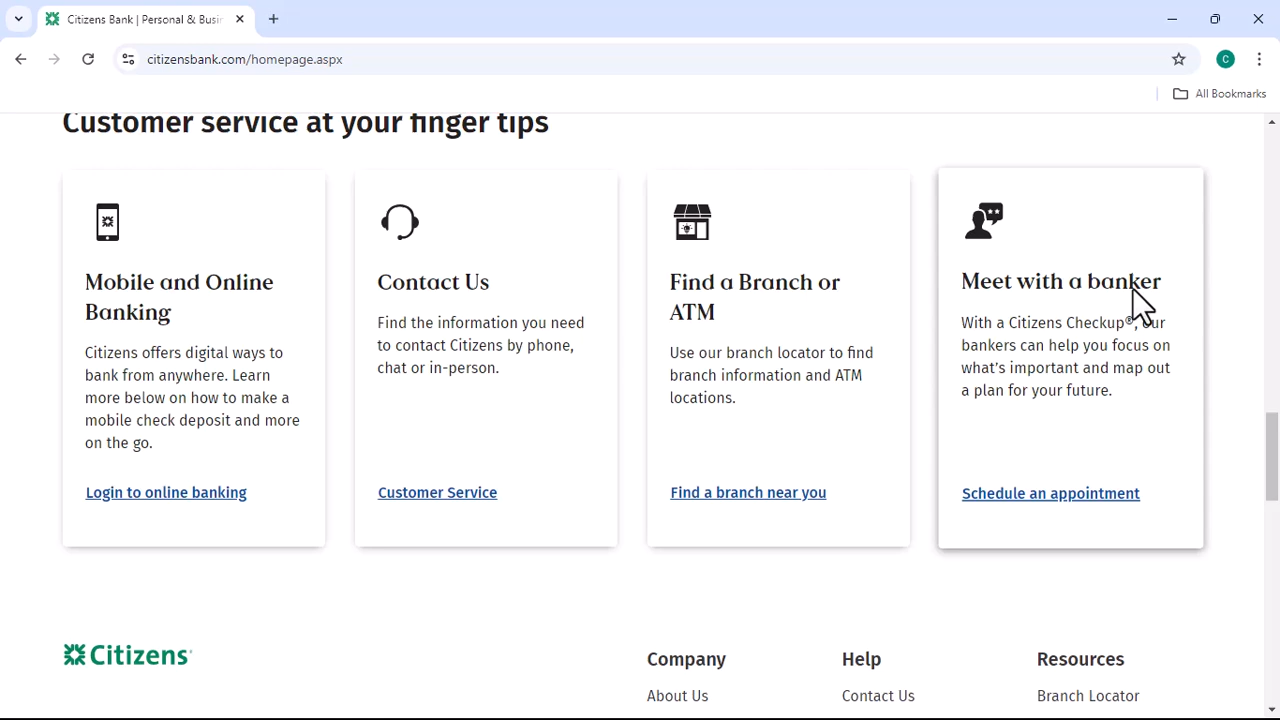 Citizens Bank | Personal & Busin
citizensbank.com/homepage.aspx
C
All Bookmarks
Customer service at your finger tips
Mobile and Online
Banking
Citizens offers digital ways to
bank from anywhere. Learn
more below on how to make a
mobile check deposit and more
on the go.
Login to online banking
Contact Us
Find the information you need
to contact Citizens by phone,
chat or in-person.
Customer Service
Find a Branch or
ATM
Use our branch locator to find
branch information and ATM
locations.
Find a branch near you
Meet with a banker
With a Citizens Checkup®, our
bankers can help you focus on
what's important and map out
a plan for your future.
Schedule an appointment
Citizens
Company
About Us
Help
Contact Us
Resources
Branch Locator